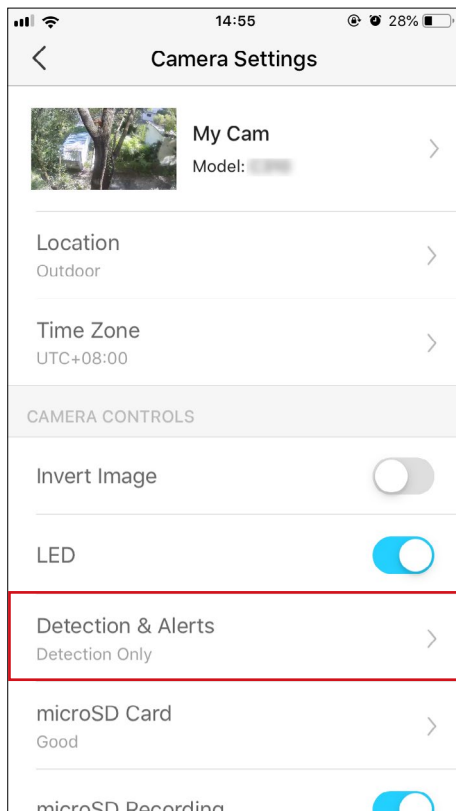 14:55
28%
Camera Settings
My Cam
Model:
Location
Outdoor
Time Zone
UTC+08:00
CAMERA CONTROLS
Invert Image
LED
Detection & Alerts
Detection Only
microSD Card
Good
microSD Recording